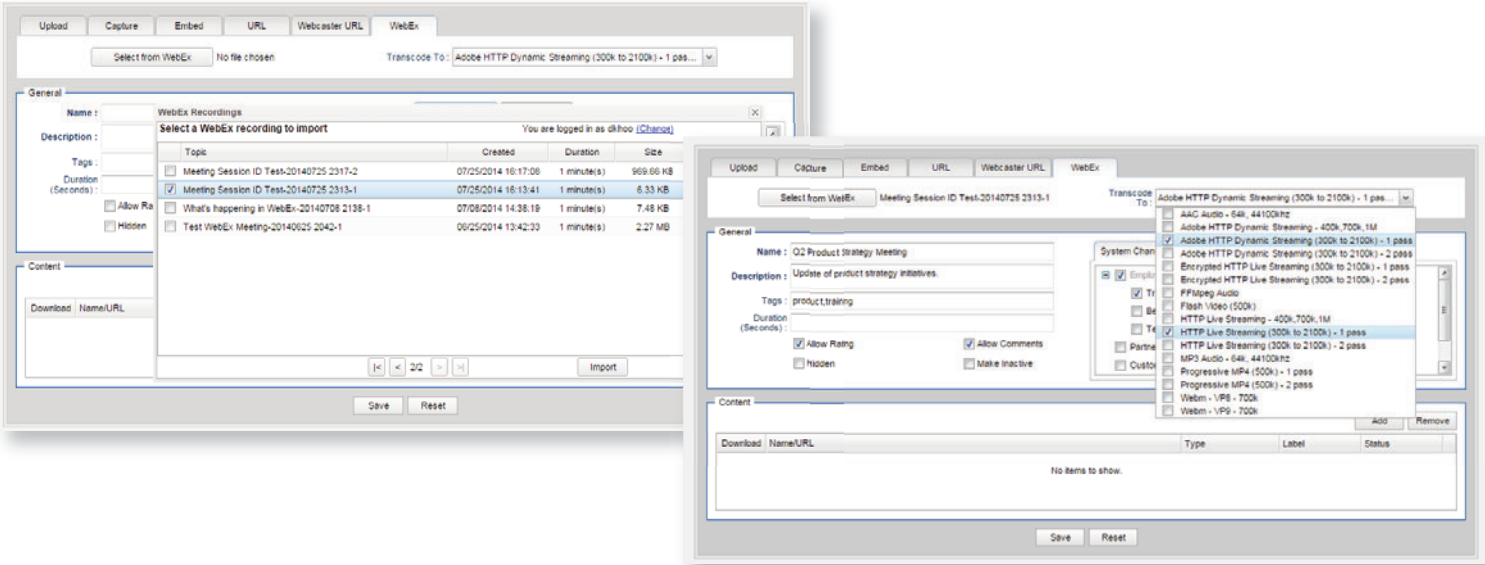 Upload Capture Embed URL Webcaster URL WebEx
Select from WebEx No file chosen Transcode To : Adobe HTTP Dynamic Streaming (300k to 2100k) - 1 pas...
General
Name :
Description :
Tags :
Duration
(Seconds) :
Allow Ra
Hidden
WebEx Recordings
Select a WebEx recording to import You are logged in as dkhoo (Change)
Topic Created Duration Size
Meeting Session ID Test-20140725 2317-2 07/25/2014 16:17:08 1 minute(s) 969.66 KB
Meeting Session ID Test-20140725 2313-1 07/25/2014 16:13:41 1 minute(s) 6.33 KB
What's happening in WebEx-20140708 2138-1 07/08/2014 14:38:19 1 minute(s) 7.48 KB
Test WebEx Meeting-20140625 2042-1 06/25/2014 13:42:33 1 minute(s) 2.27 MB
|< < 2/2 > >| Import
Content
Download Name/URL
Save Reset
Upload Capture Embed URL Webcaster URL WebEx
Select from WebEx Meeting Session ID Test-20140725 2313-1 Transcode
To : Adobe HTTP Dynamic Streaming (300k to 2100k) - 1 pas...
AAC Audio - 64k, 44100khz
Adobe HTTP Dynamic Streaming - 400k,700k,1M
Adobe HTTP Dynamic Streaming (300k to 2100k) - 1 pass
Adobe HTTP Dynamic Streaming (300k to 2100k) - 2 pass
Encrypted HTTP Live Streaming (300k to 2100k) - 1 pass
Encrypted HTTP Live Streaming (300k to 2100k) - 2 pass
FFMpeg Audio
Flash Video (500k)
HTTP Live Streaming - 400k,700k,1M
HTTP Live Streaming (300k to 2100k) - 1 pass
HTTP Live Streaming (300k to 2100k) - 2 pass
MP3 Audio - 64k, 44100khz
Progressive MP4 (500k) - 1 pass
Progressive MP4 (500k) - 2 pass
Webm - VP8 - 700k
Webm - VP9 - 700k
General
Name : Q2 Product Strategy Meeting
Description : Update of product strategy initiatives.
Tags : product,training
Duration
(Seconds) :
Allow Rating Allow Comments
hidden Make Inactive
System Chan
Employ
Tr
Be
Te
Partne
Custo
Content
Add Remove
Download Name/URL Type Label Status
No items to show.
Save Reset